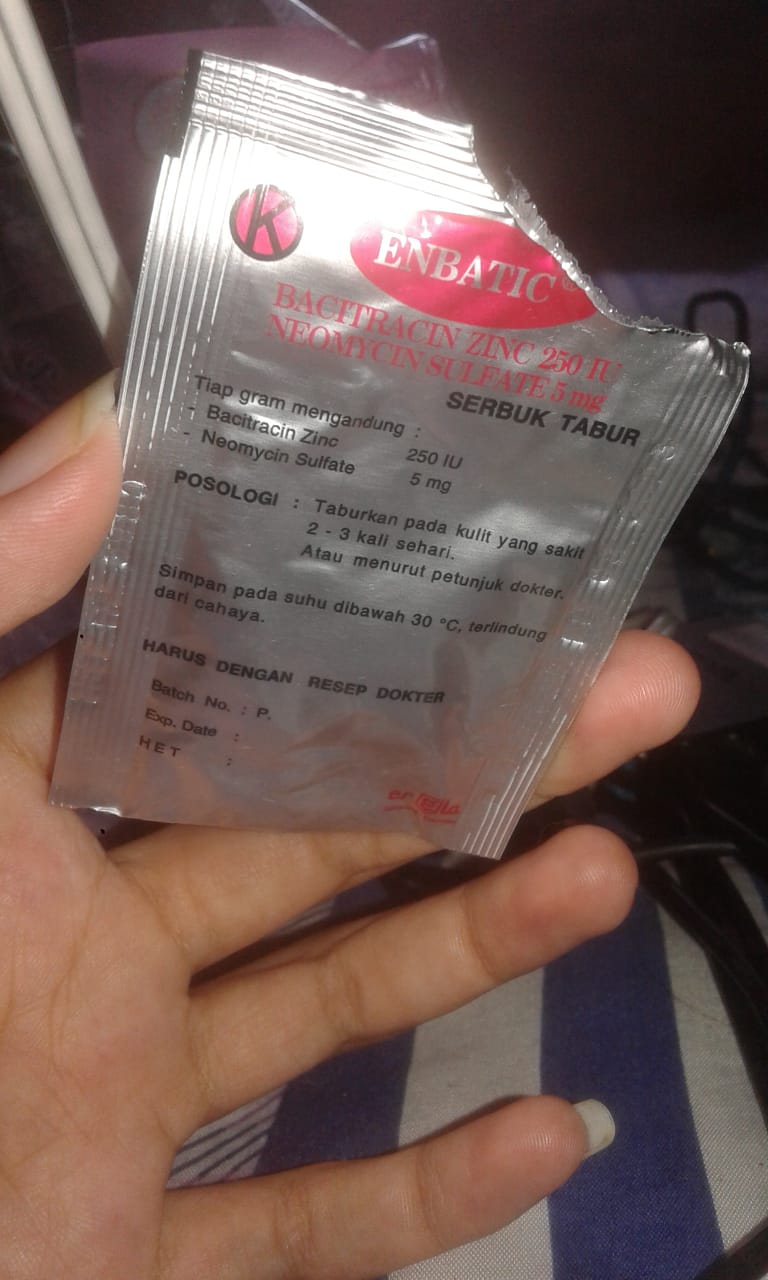 K
ENBATIC®
BACITRACIN ZINC 250 IU
NEOMYCIN SULFATE 5 mg
SERBUK TABUR
Tiap gram mengandung :
- Bacitracin Zinc 250 IU
- Neomycin Sulfate 5 mg
POSOLOGI : Taburkan pada kulit yang sakit
2 - 3 kali sehari.
Atau menurut petunjuk dokter.
Simpan pada suhu dibawah 30 °C, terlindung
dari cahaya.
HARUS DENGAN RESEP DOKTER
Batch No. : P.
Exp. Date :
HET :